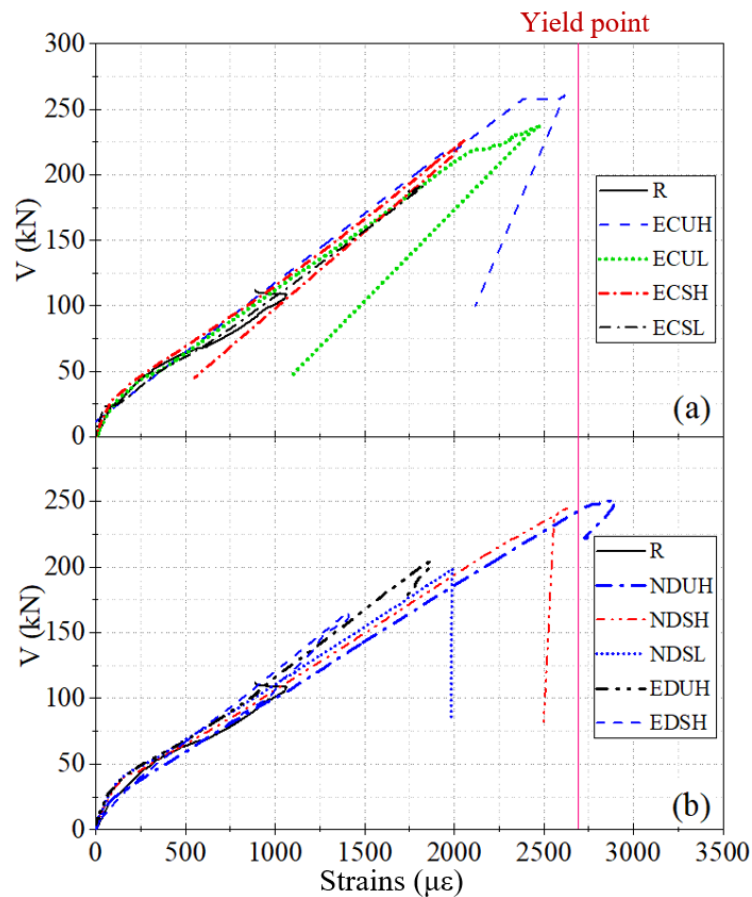 Yield point
300
250
200
150
100
50
0
V (kN)
R
ECUH
ECUL
ECSH
ECSL
(a)
250
200
150
100
50
0
V (kN)
R
NDUH
NDSH
NDSL
EDUH
EDSH
(b)
0 500 1000 1500 2000 2500 3000 3500
Strains (με)